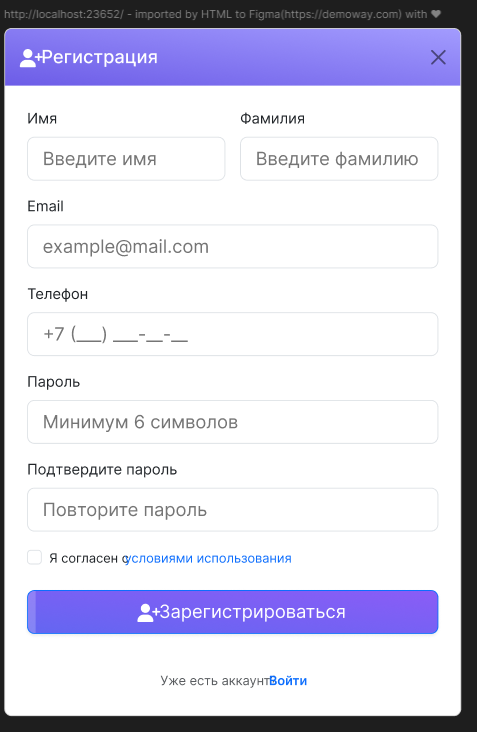 http://localhost:23652/ - imported by HTML to Figma(https://demoway.com) with ❤
Регистрация
Имя Фамилия
Введите имя Введите фамилию
Email
example@mail.com
Телефон
+7 (___) ___-__-__
Пароль
Минимум 6 символов
Подтвердите пароль
Повторите пароль
Я согласен с условиями использования
Зарегистрироваться
Уже есть аккаунт Войти